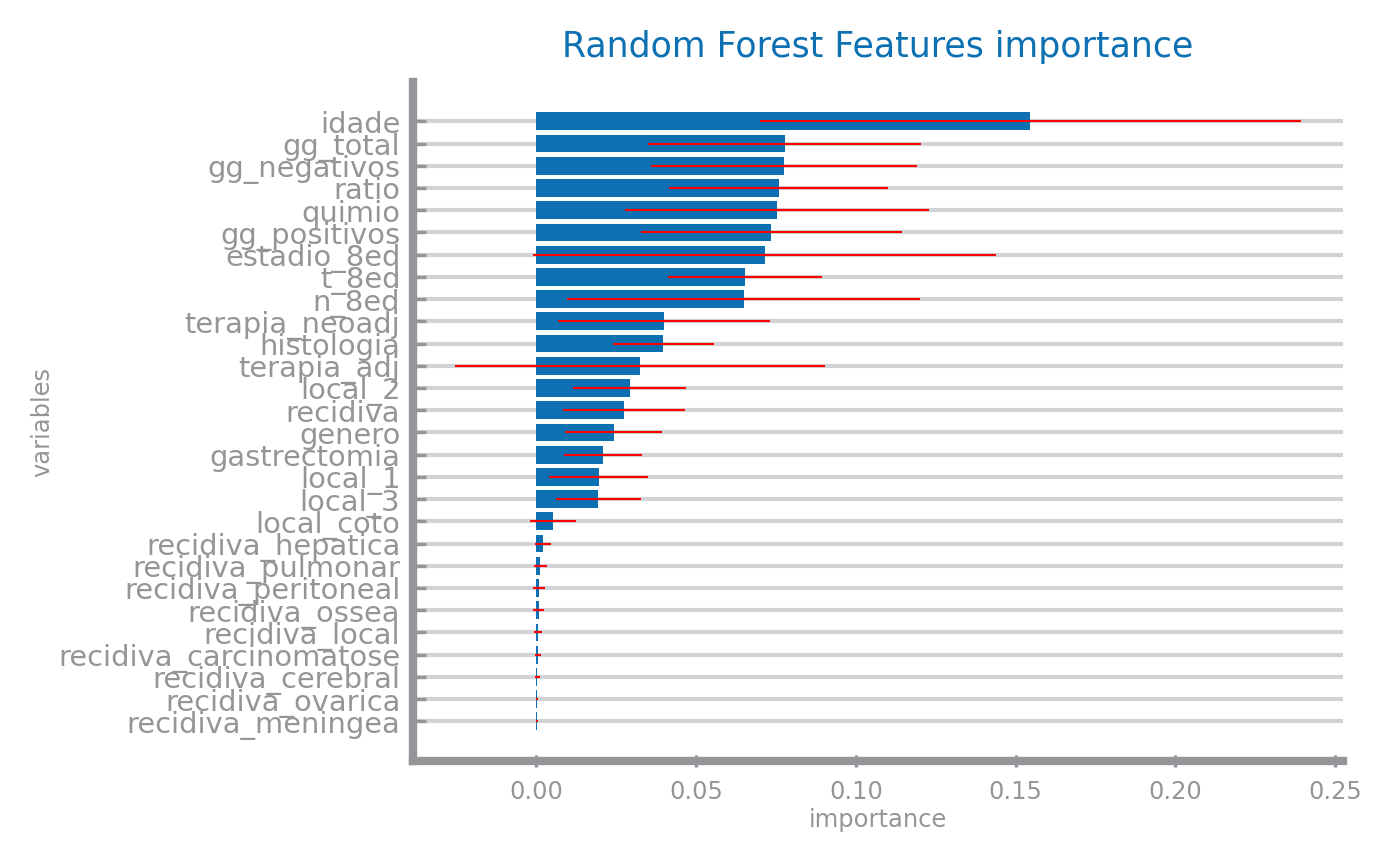 Random Forest Features importance
idade
gg_total
gg_negativos
ratio
quimio
gg_positivos
estadio_8ed
t_8ed
n_8ed
terapia_neoadj
histologia
terapia_adj
local_2
recidiva
genero
gastrectomia
local_1
local_3
local_coto
recidiva_hepatica
recidiva_pulmonar
recidiva_peritoneal
recidiva_ossea
recidiva_local
recidiva_carcinomatose
recidiva_cerebral
recidiva_ovarica
recidiva_meningea
variables
0.00 0.05 0.10 0.15 0.20 0.25
importance